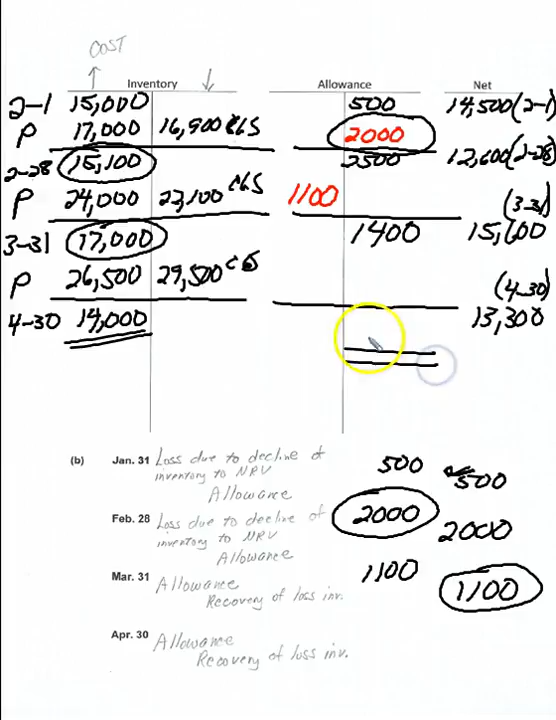 COST
Inventory Allowance Net
2-1 15,000 500 14,500 (2-1)
P 17,000 16,900 CGS 2000
2-28 15,100 2500 12,600 (2-28)
P 24,000 22,100 CGS 1100
(3-31)
3-31 17,000 1400 15,600
P 26,500 29,500 CGS
(4-30)
4-30 14,000 13,300
(b) Jan. 31 Loss due to decline of 500
inventory to NRV 500
Allowance
Feb. 28 Loss due to decline of 2000
inventory to NRV 2000
Allowance
Mar. 31 Allowance 1100
Recovery of loss inv. 1100
Apr. 30 Allowance
Recovery of loss inv.